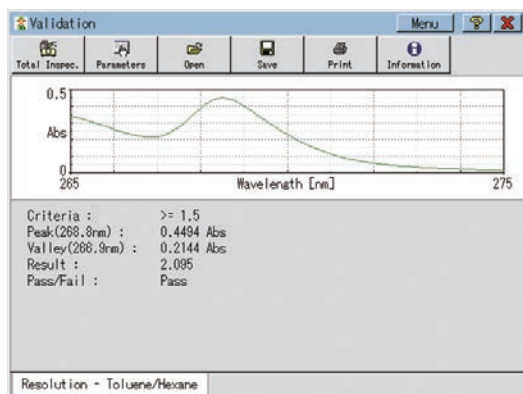 Validation Menu
Total Inspec. Parameters Open Save Print Information
0.5
Abs
0
265 Wavelength [nm] 275
Criteria : >= 1.5
Peak(268.8nm) : 0.4494 Abs
Valley(266.9nm) : 0.2144 Abs
Result : 2.095
Pass/Fail : Pass
Resolution - Toluene/Hexane